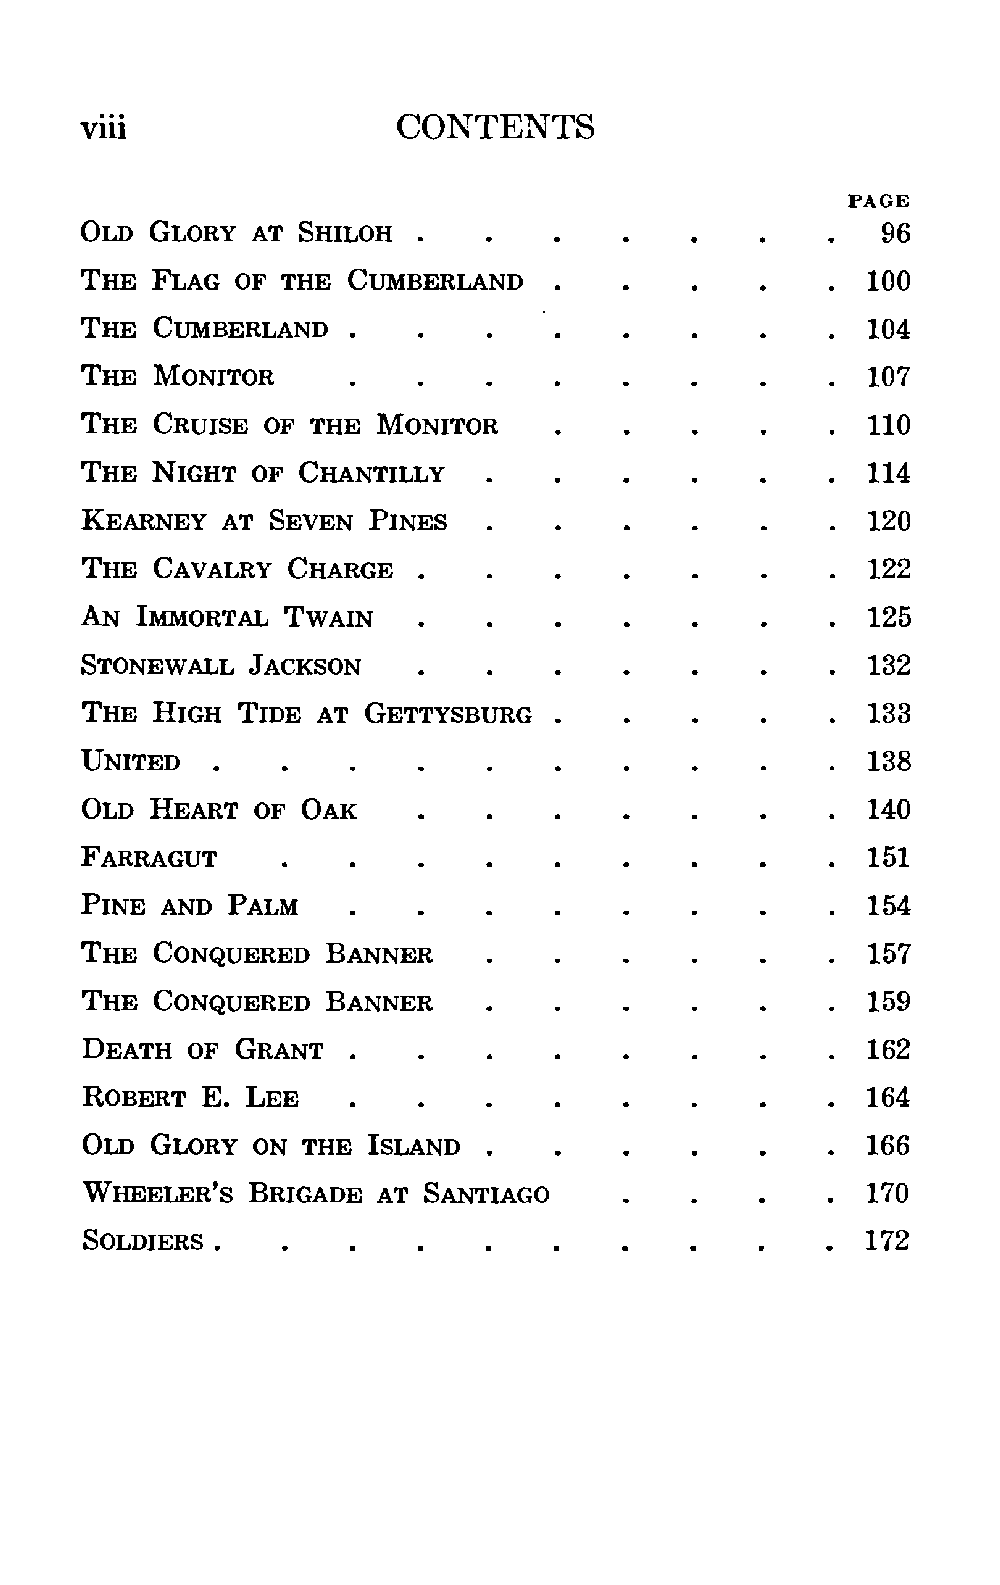 viii CONTENTS
PAGE
OLD GLORY AT SHILOH . . . . . . . 96
THE FLAG OF THE CUMBERLAND . . . . . 100
THE CUMBERLAND . . . . . . . . 104
THE MONITOR . . . . . . . . 107
THE CRUISE OF THE MONITOR . . . . . 110
THE NIGHT OF CHANTILLY . . . . . . 114
KEARNEY AT SEVEN PINES . . . . . . 120
THE CAVALRY CHARGE . . . . . . . 122
AN IMMORTAL TWAIN . . . . . . . 125
STONEWALL JACKSON . . . . . . . 132
THE HIGH TIDE AT GETTYSBURG . . . . . 133
UNITED . . . . . . . . . . 138
OLD HEART OF OAK . . . . . . . 140
FARRAGUT . . . . . . . . . 151
PINE AND PALM . . . . . . . . 154
THE CONQUERED BANNER . . . . . . 157
THE CONQUERED BANNER . . . . . . 159
DEATH OF GRANT . . . . . . . . 162
ROBERT E. LEE . . . . . . . . 164
OLD GLORY ON THE ISLAND . . . . . . 166
WHEELER'S BRIGADE AT SANTIAGO . . . . 170
SOLDIERS . . . . . . . . . . 172